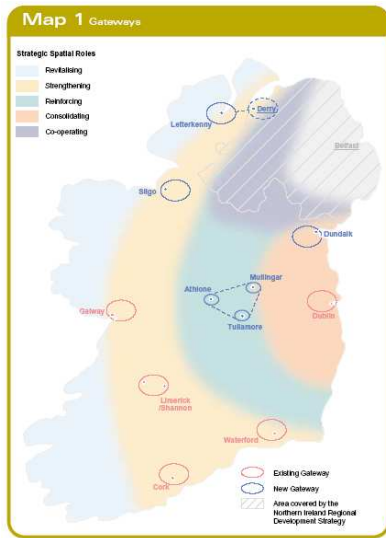 Map 1 Gateways
Strategic Spatial Roles
Revitalising
Strengthening
Reinforcing
Consolidating
Co-operating
Derry
Letterkenny
Belfast
Sligo
Dundalk
Mullingar
Athlone
Galway
Dublin
Tullamore
Limerick
/Shannon
Waterford
Cork
Existing Gateway
New Gateway
Area covered by the
Northern Ireland Regional
Development Strategy